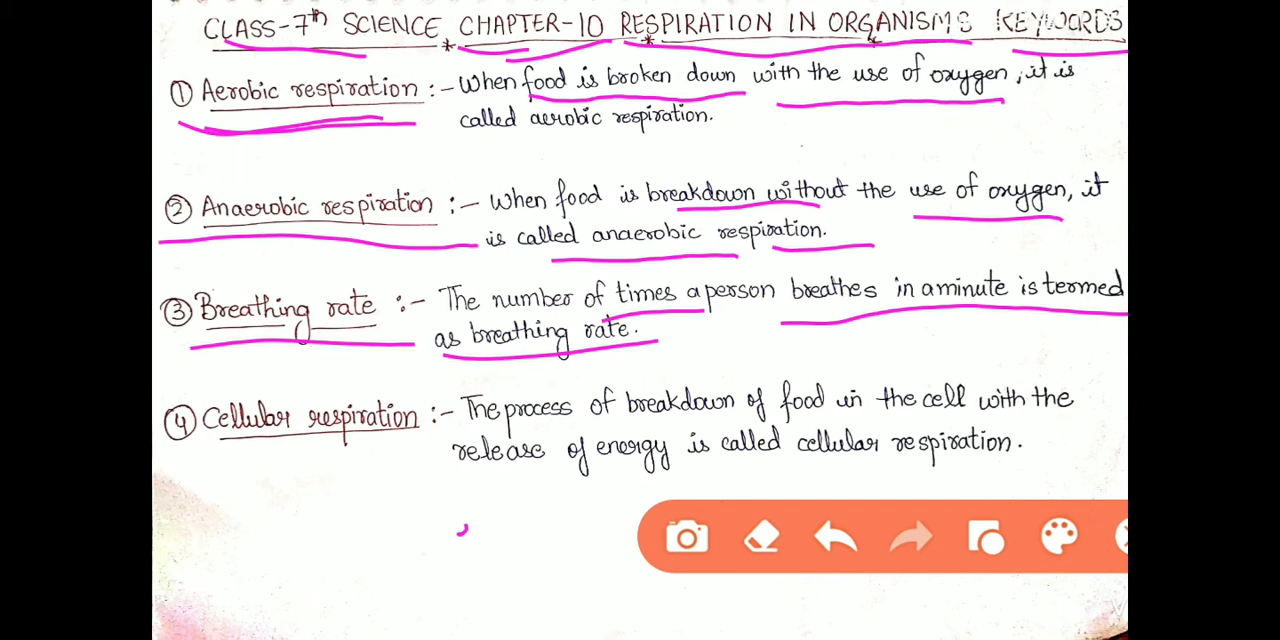 CLASS-7th SCIENCE CHAPTER-10 RESPIRATION IN ORGANISMS KEYWORDS
① Aerobic respiration :- When food is broken down with the use of oxygen, it is
called aerobic respiration.
② Anaerobic respiration :- When food is breakdown without the use of oxygen, it
is called anaerobic respiration.
③ Breathing rate :- The number of times a person breathes in a minute is termed
as breathing rate.
④ Cellular respiration :- The process of breakdown of food in the cell with the
release of energy is called cellular respiration.